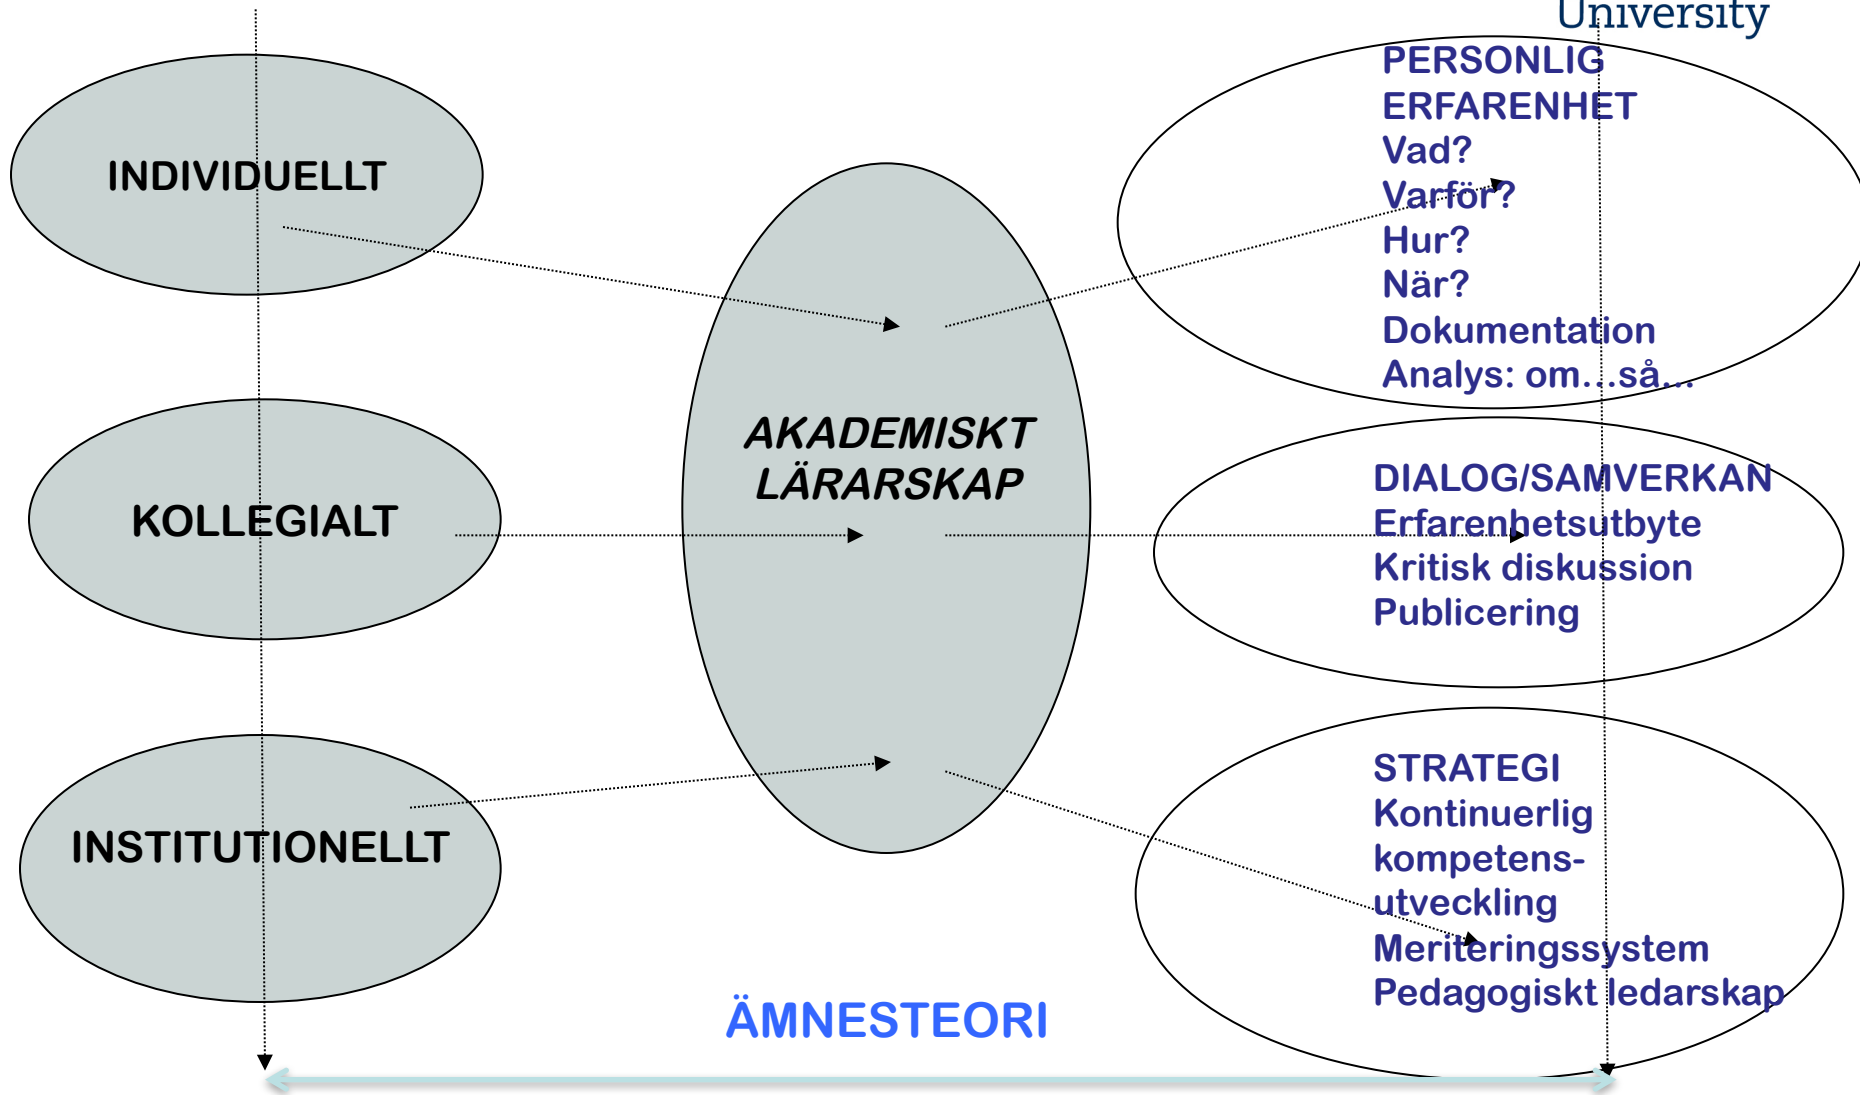 University
INDIVIDUELLT
KOLLEGIALT
INSTITUTIONELLT
AKADEMISKT
LÄRARSKAP
PERSONLIG
ERFARENHET
Vad?
Varför?
Hur?
När?
Dokumentation
Analys: om...så...
DIALOG/SAMVERKAN
Erfarenhetsutbyte
Kritisk diskussion
Publicering
STRATEGI
Kontinuerlig
kompetens-
utveckling
Meriteringssystem
Pedagogiskt ledarskap
ÄMNESTEORI